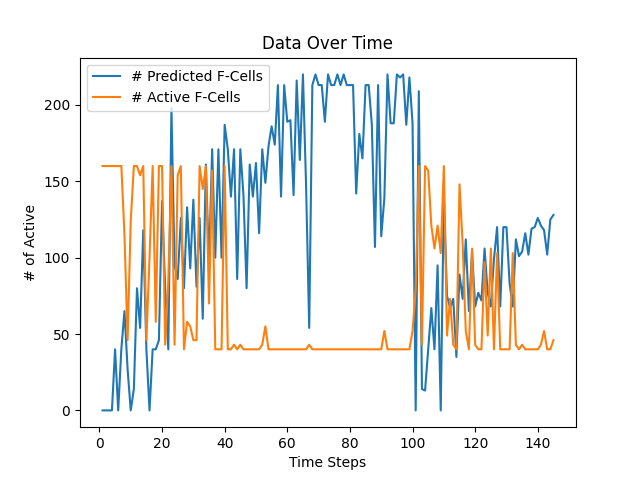 Data Over Time
# Predicted F-Cells
# Active F-Cells
# of Active
200
150
100
50
0
0 20 40 60 80 100 120 140
Time Steps